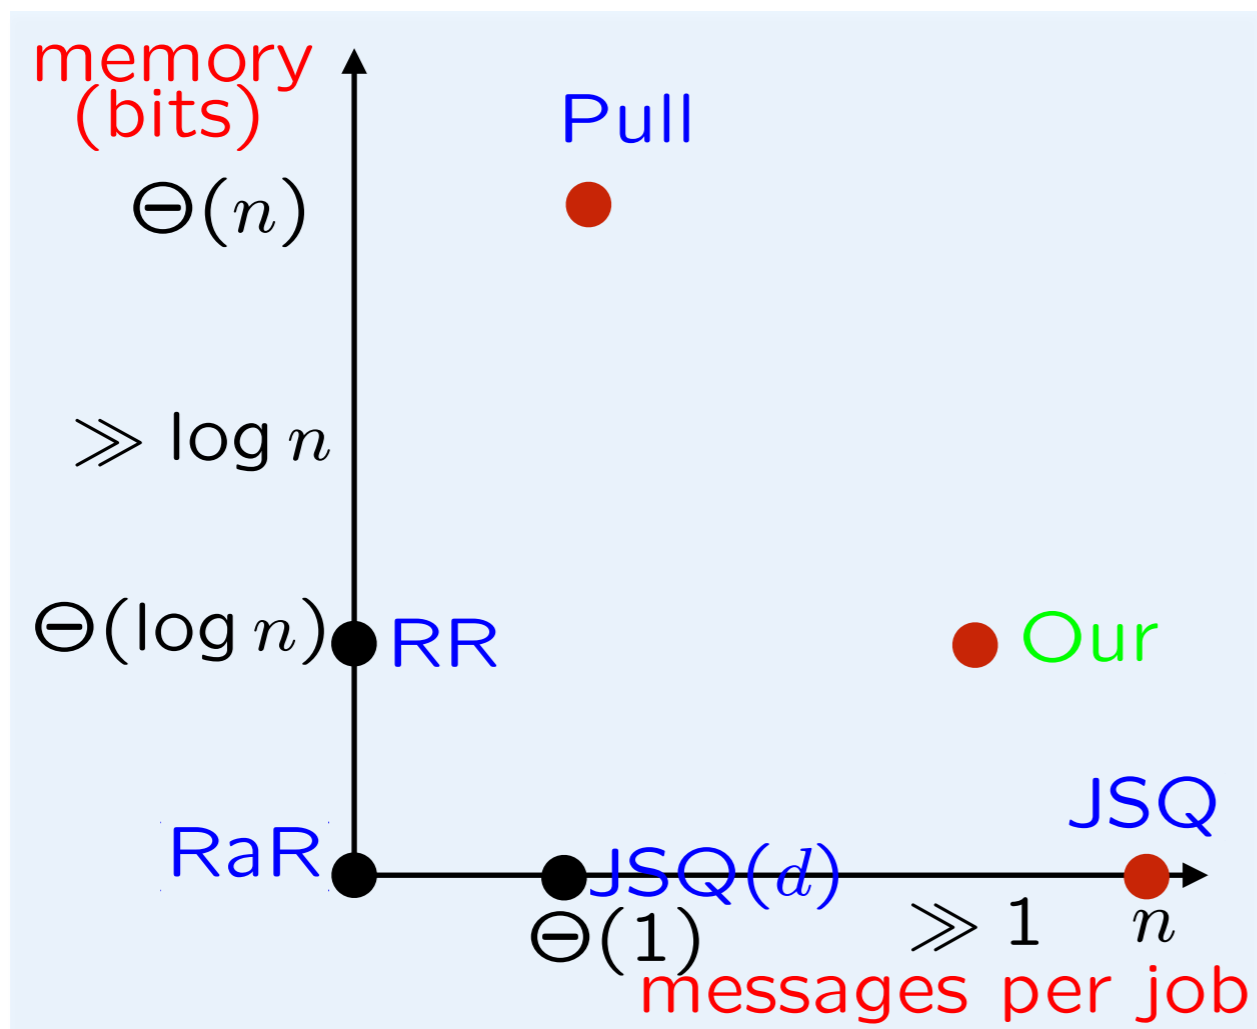 memory
(bits)
Pull
Θ(n)
≫ log n
Θ(log n)
RR
Our
JSQ
RaR
JSQ(d)
Θ(1)
≫ 1
n
messages per job